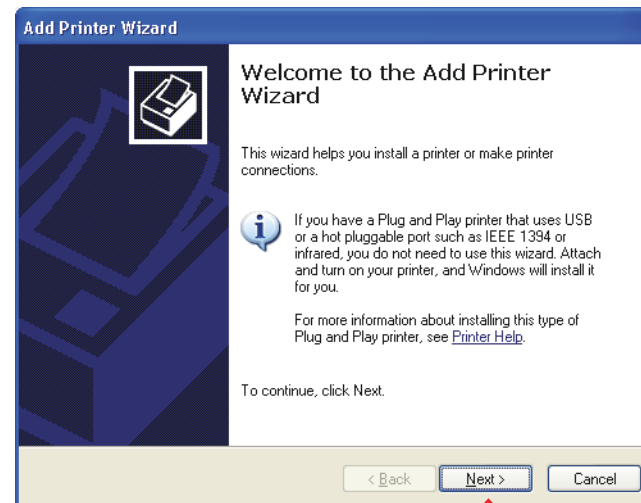 Add Printer Wizard
Welcome to the Add Printer
Wizard
This wizard helps you install a printer or make printer
connections.
If you have a Plug and Play printer that uses USB
or a hot pluggable port such as IEEE 1394 or
infrared, you do not need to use this wizard. Attach
and turn on your printer, and Windows will install it
for you.
For more information about installing this type of
Plug and Play printer, see Printer Help.
To continue, click Next.
< Back
Next >
Cancel